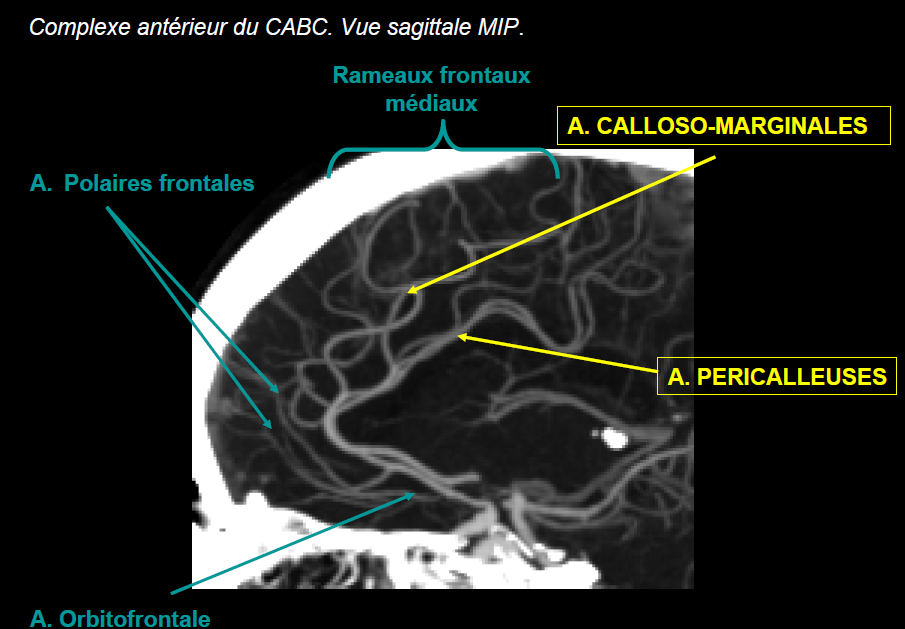 Complexe antérieur du CABC. Vue sagittale MIP.
Rameaux frontaux
médiaux
A. CALLOSO-MARGINALES
A. Polaires frontales
A. PERICALLEUSES
A. Orbitofrontale